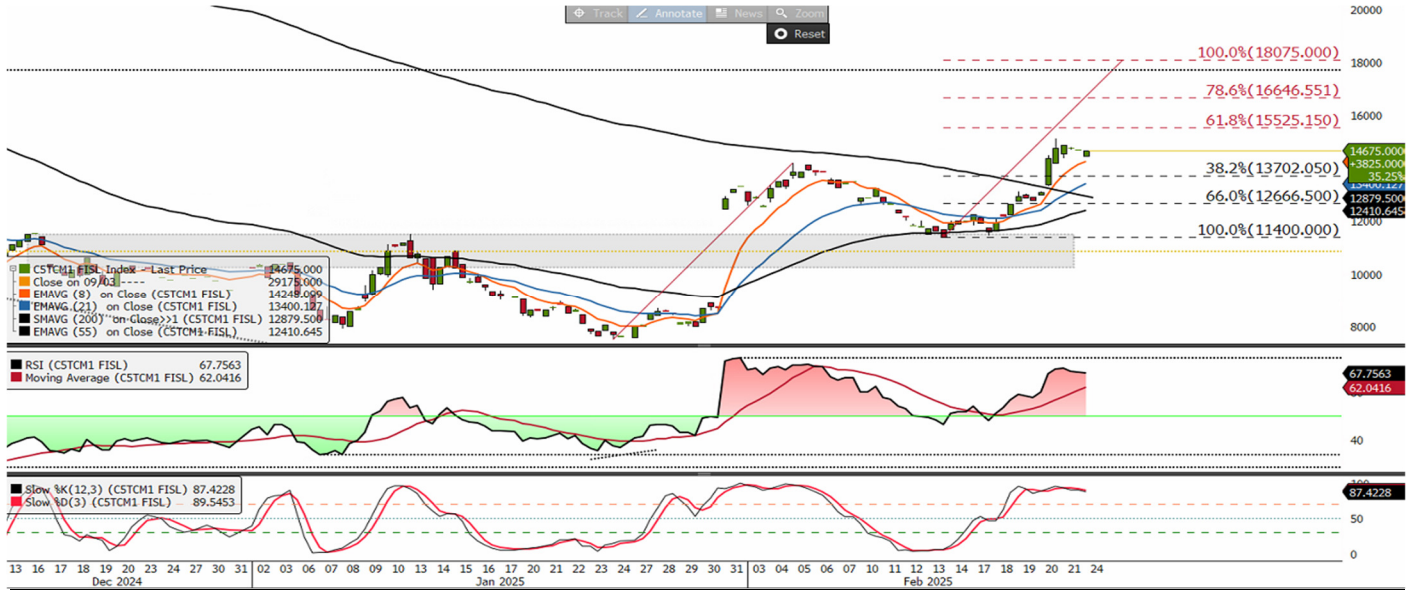 Track Annotate News Zoom
Reset
20000
18000
16000
12000
10000
8000
100.0%(18075.000)
78.6%(16646.551)
61.8%(15525.150)
38.2%(13702.050)
66.0%(12666.500)
100.0%(11400.000)
14675.000
+3825.000
35.25%
13400.127
12879.500
12410.645
C5TCM1 FISL Index - Last Price 14675.000
Close on 09/03 ----- 29175.000
EMAVG (8) on Close (C5TCM1 FISL) 14248.009
EMAVG (21) on Close (C5TCM1 FISL) 13400.127
SMAVG (200) on Close>>1 (C5TCM1 FISL) 12879.500
EMAVG (55) on Close (C5TCM1 FISL) 12410.645
RSI (C5TCM1 FISL) 67.7563
Moving Average (C5TCM1 FISL) 62.0416
67.7563
62.0416
40
Slow %K(12,3) (C5TCM1 FISL) 87.4228
Slow %D(3) (C5TCM1 FISL) 89.5453
87.4228
50
0
13 16 17 18 19 20 23 24 26 27 30 31 02 03 06 07 08 09 10 13 14 15 16 17 20 21 22 23 24 27 28 29 30 31 03 04 05 06 07 10 11 12 13 14 17 18 19 20 21 24
Dec 2024 Jan 2025 Feb 2025